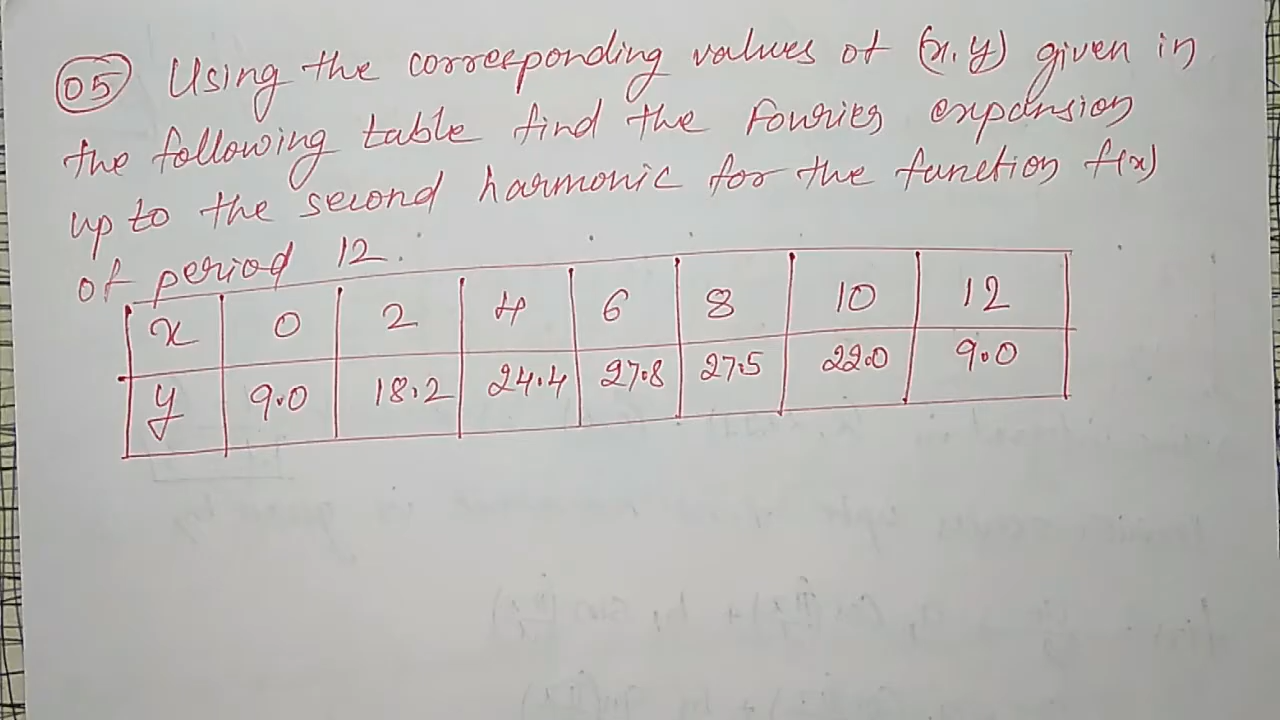 05 Using the corresponding values of (x,y) given in
the following table find the Fourier expansion
up to the second harmonic for the function f(x)
of period 12.
x 0 2 4 6 8 10 12
y 9.0 18.2 24.4 27.8 27.5 22.0 9.0